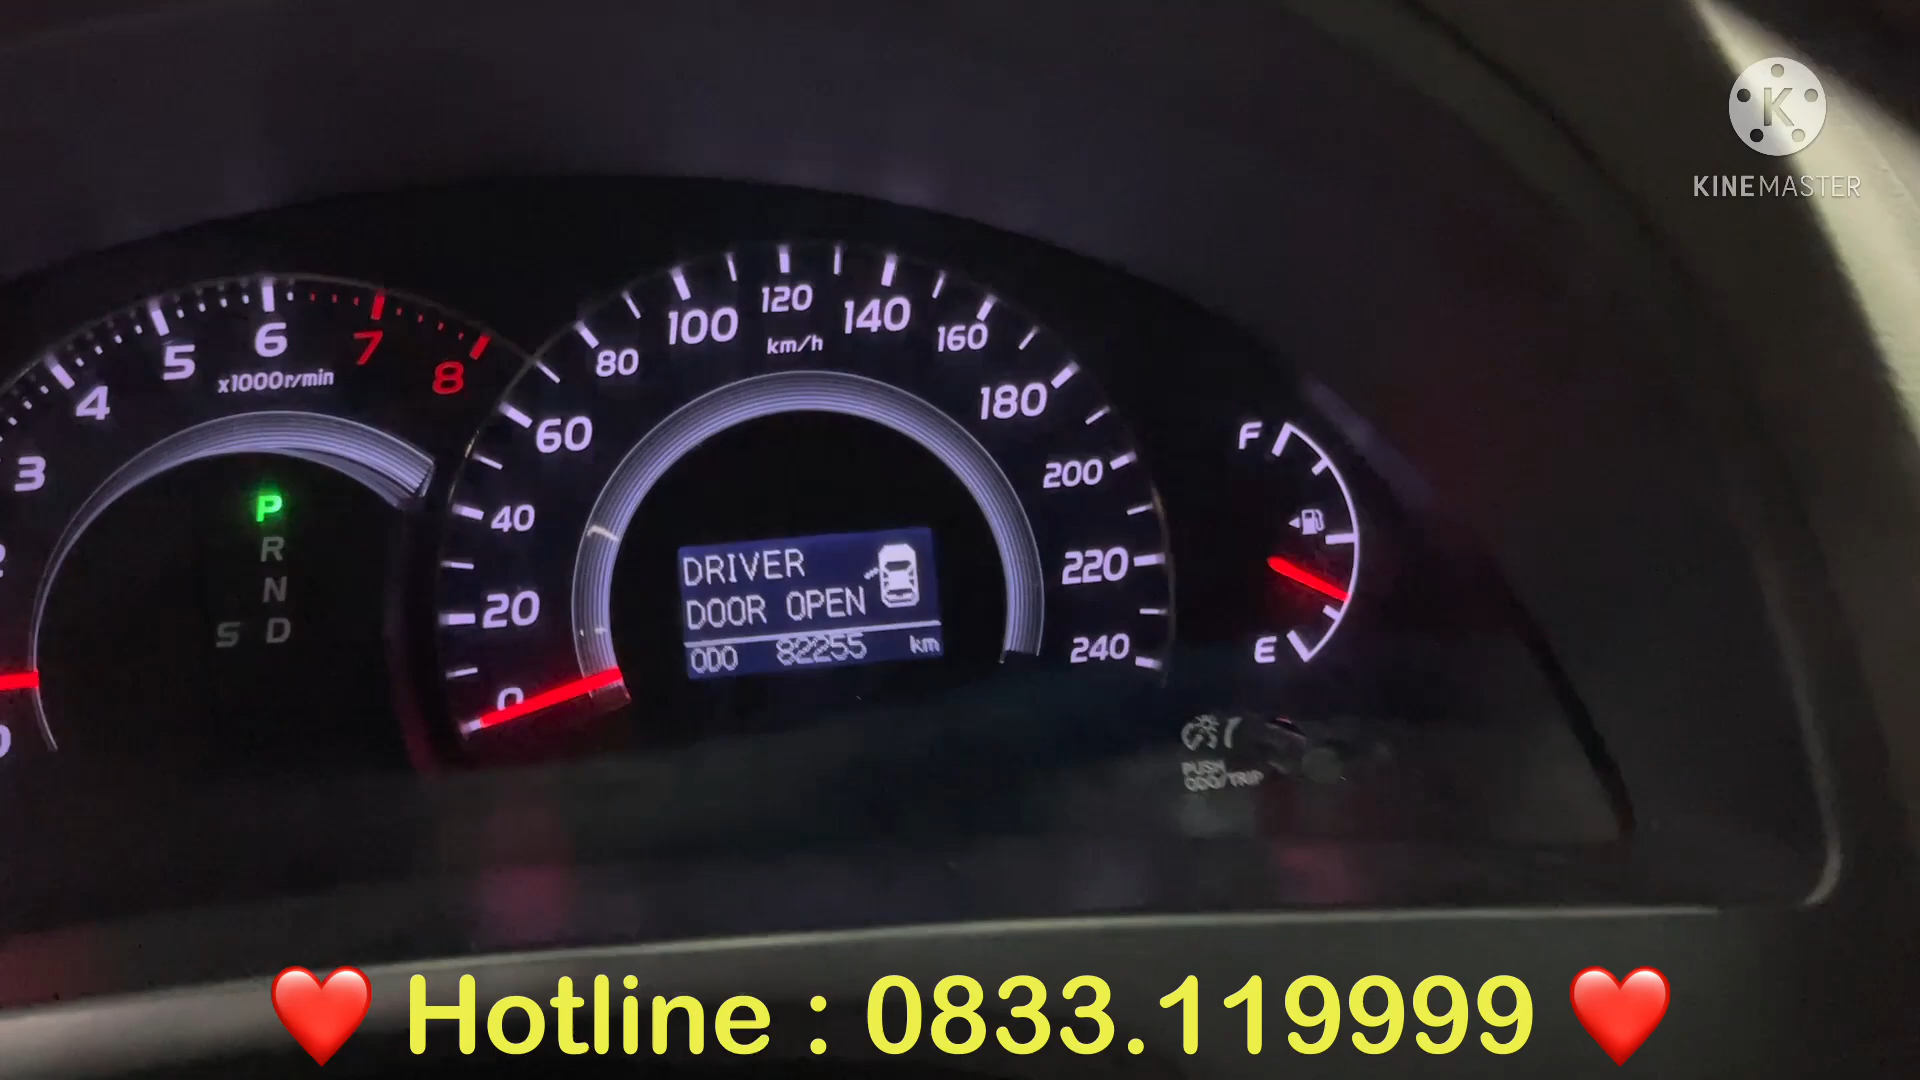 K
KINEMASTER
100 120 140
80 km/h 160
60 180
40 200
20 220
0 240
5 6 7
4 x1000r/min 8
3
P
R
N
S D
DRIVER
DOOR OPEN
ODO 82255 km
F
E
PUSH
ODO/TRIP
❤️ Hotline : 0833.119999 ❤️